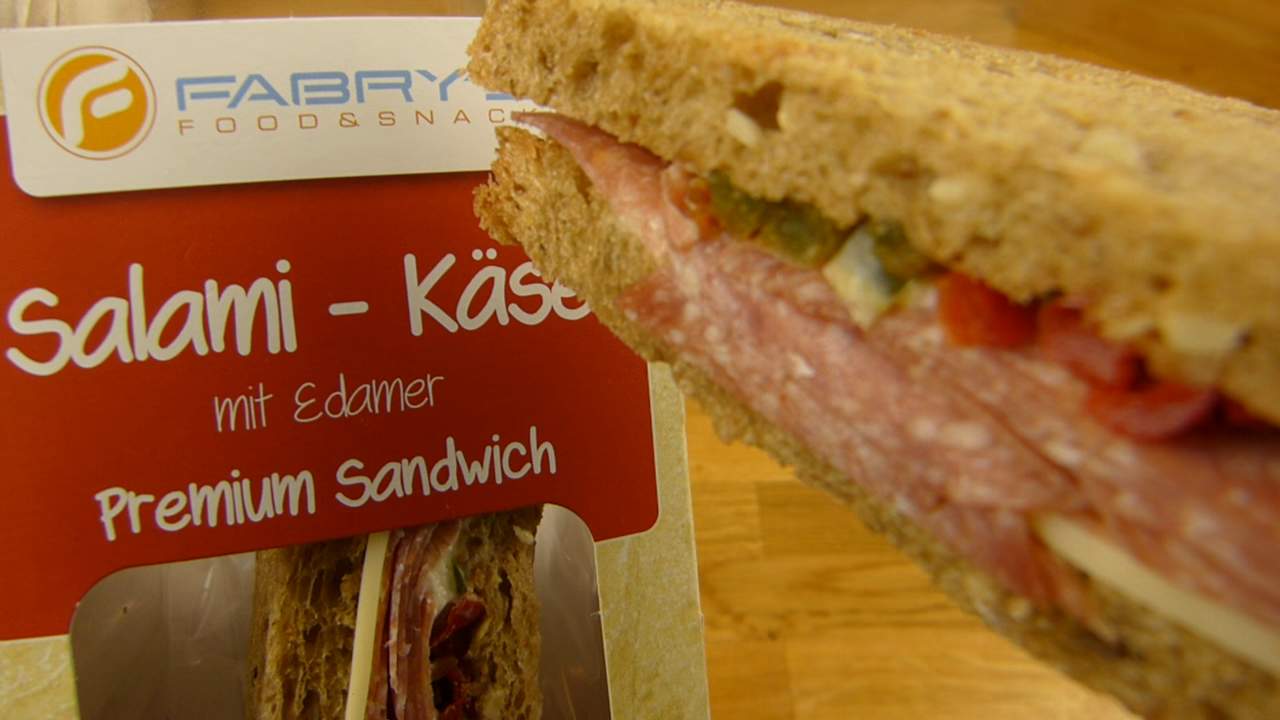 FABRY
FOOD&SNAC
Salami - Käse
mit Edamer
Premium Sandwich